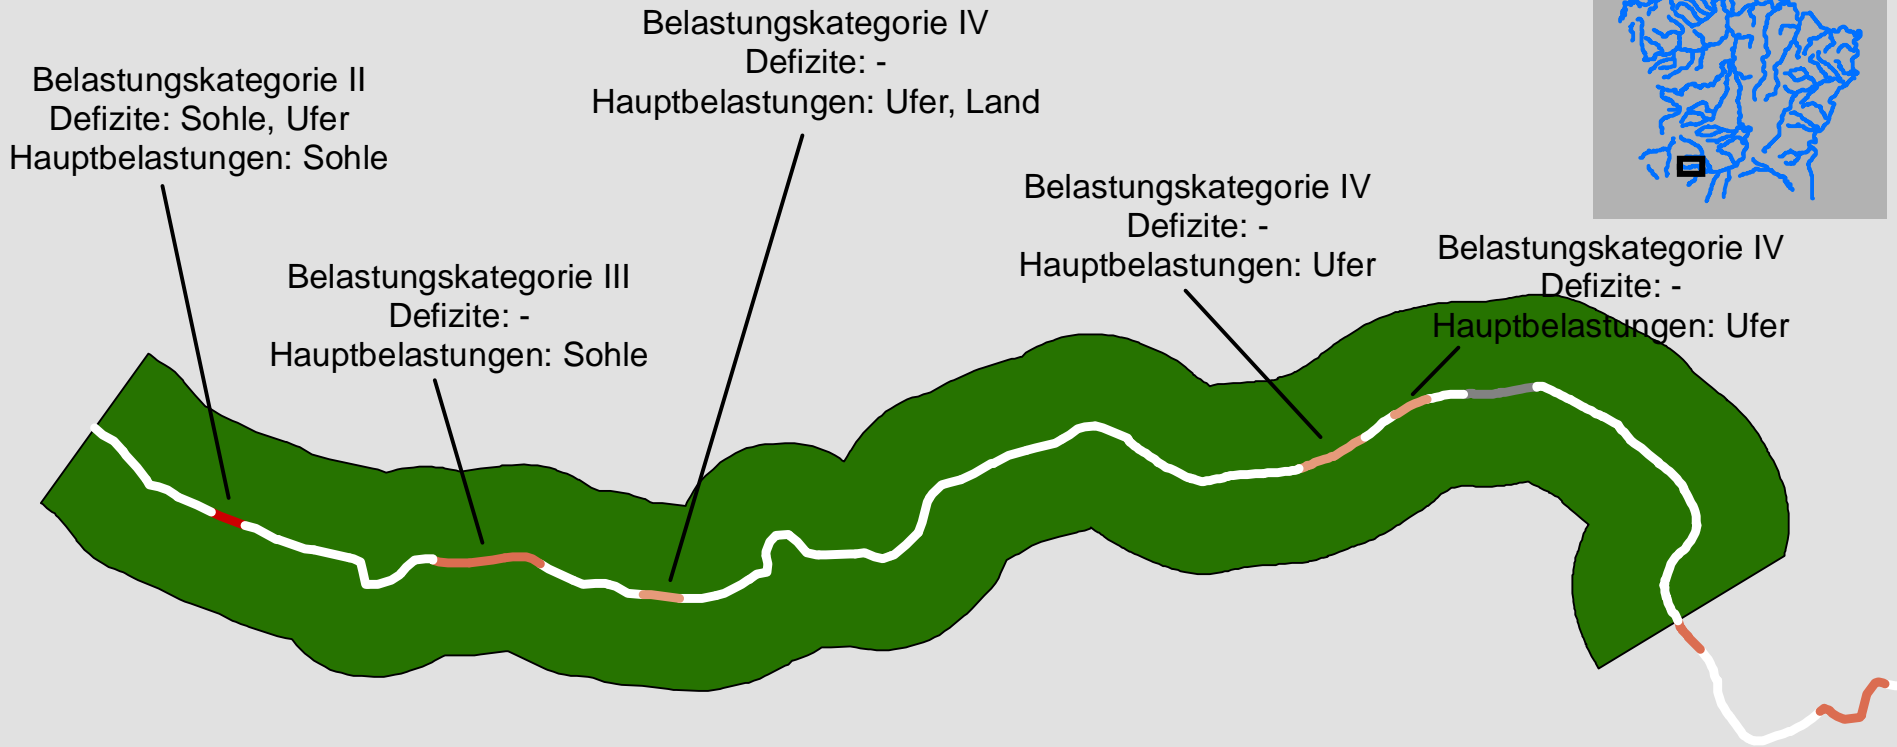 Belastungskategorie II
Defizite: Sohle, Ufer
Hauptbelastungen: Sohle
Belastungskategorie III
Defizite: -
Hauptbelastungen: Sohle
Belastungskategorie IV
Defizite: -
Hauptbelastungen: Ufer, Land
Belastungskategorie IV
Defizite: -
Hauptbelastungen: Ufer
Belastungskategorie IV
Defizite: -
Hauptbelastungen: Ufer